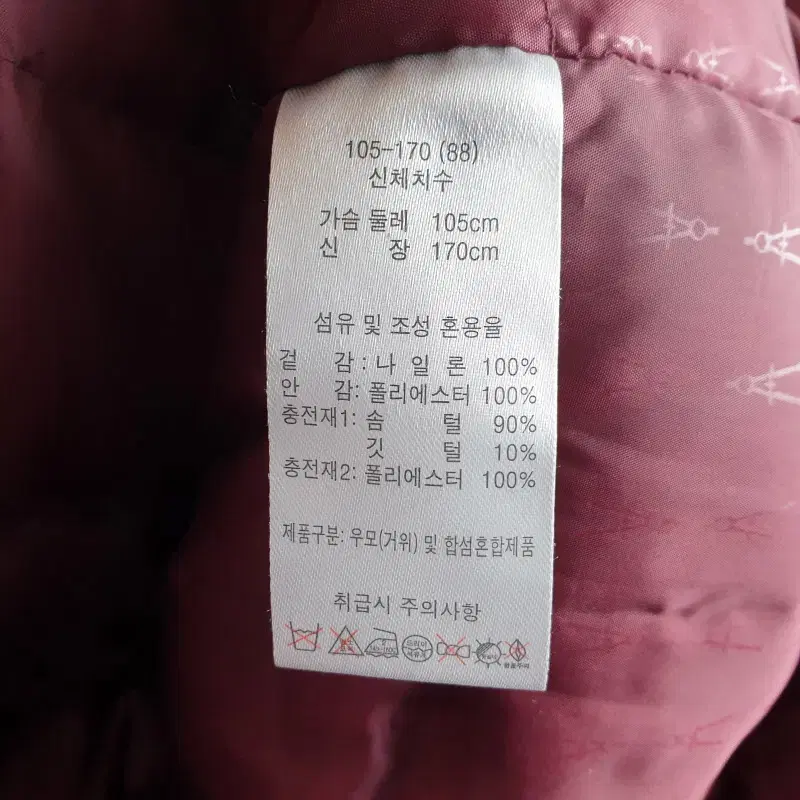 105-170 (88)
신체치수
가슴 둘레 105cm
신 장 170cm
섬유 및 조성 혼용율
겉 감 : 나 일 론 100%
안 감: 폴리에스터 100%
충전재1: 솜 털 90%
깃 털 10%
충전재2: 폴리에스터 100%
제품구분: 우모(거위) 및 합섬혼합제품
취급시 주의사항
드라이